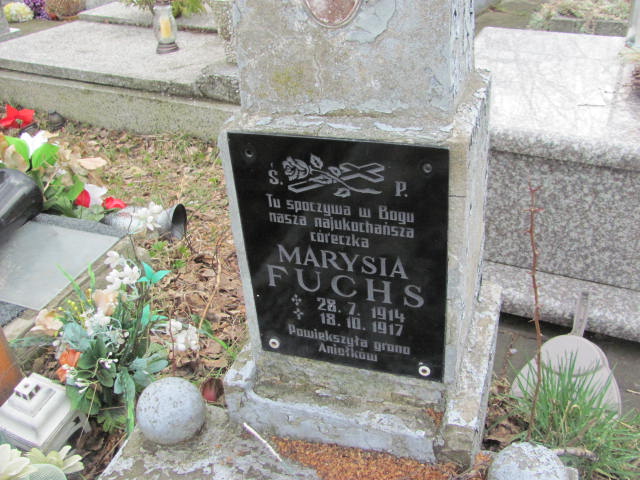 Ś. P.
Tu spoczywa w Bogu
nasza najukochańsza
córeczka
MARYSIA
FUCHS
28. 7. 1914
18. 10. 1917
Powiększyła grono
Aniołków